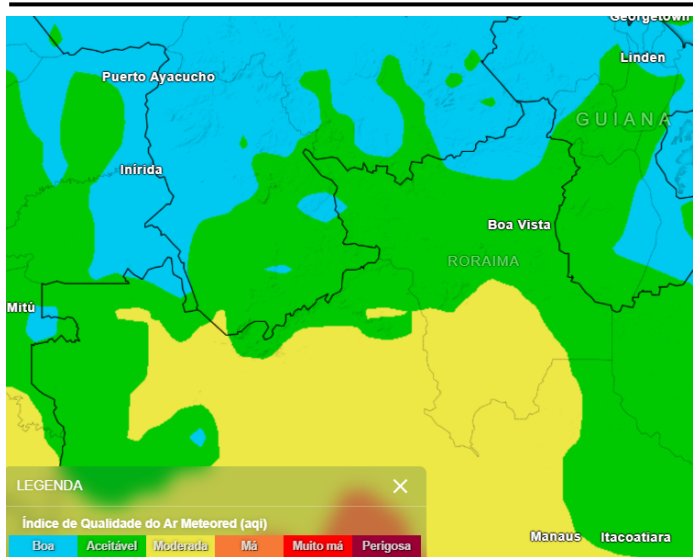 Georgetown
Linden
Puerto Ayacucho
GUIANA
Inírida
Boa Vista
RORAIMA
Mitú
LEGENDA
Índice de Qualidade do Ar Meteored (aqi)
Boa Aceitável Moderada Má Muito má Perigosa
Manaus Itacoatiara